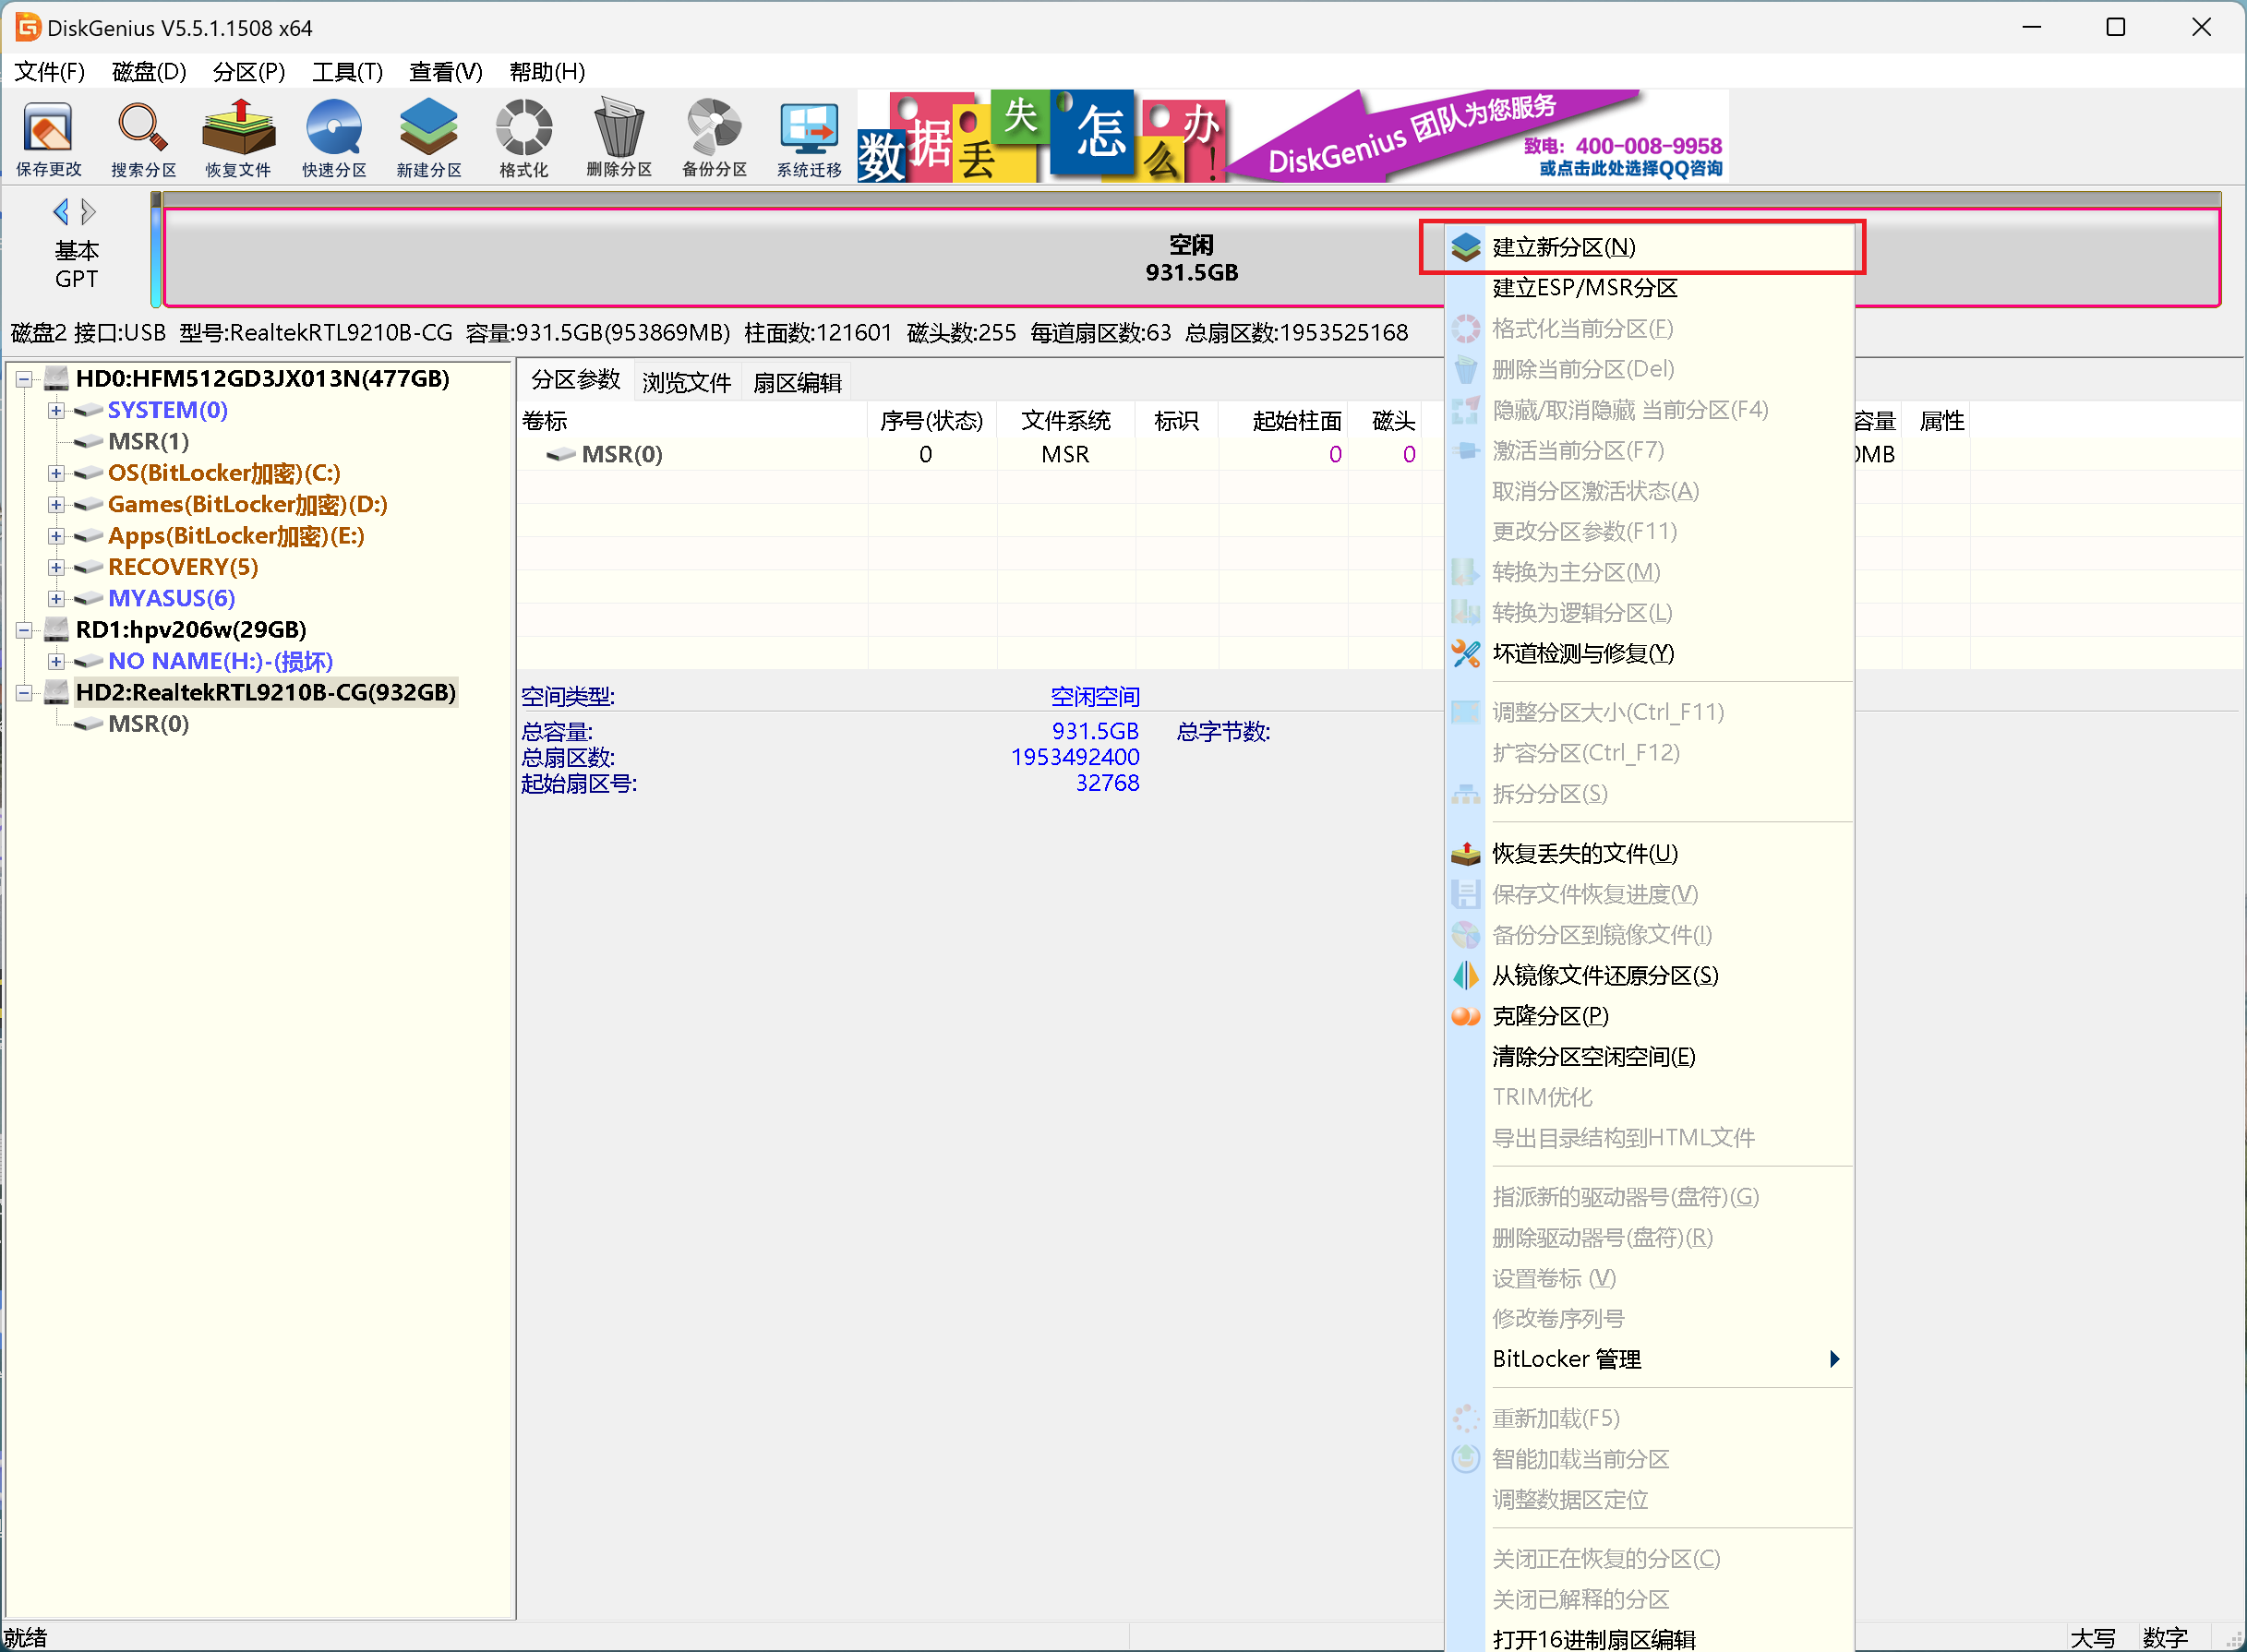 DiskGenius V5.5.1.1508 x64
文件(F) 磁盘(D) 分区(P) 工具(T) 查看(V) 帮助(H)
保存更改 搜索分区 恢复文件 快速分区 新建分区 格式化 删除分区 备份分区 系统迁移
数据丢失怎么办!
DiskGenius 团队为您服务
致电：400-008-9958
或点击此处选择QQ咨询
基本
GPT
空闲
931.5GB
磁盘2 接口:USB 型号:RealtekRTL9210B-CG 容量:931.5GB(953869MB) 柱面数:121601 磁头数:255 每道扇区数:63 总扇区数:1953525168
HD0:HFM512GD3JX013N(477GB)
SYSTEM(0)
MSR(1)
OS(BitLocker加密)(C:)
Games(BitLocker加密)(D:)
Apps(BitLocker加密)(E:)
RECOVERY(5)
MYASUS(6)
RD1:hpv206w(29GB)
NO NAME(H:)-(损坏)
HD2:RealtekRTL9210B-CG(932GB)
MSR(0)
分区参数 浏览文件 扇区编辑
卷标 序号(状态) 文件系统 标识 起始柱面 磁头 容量 属性
MSR(0) 0 MSR 0 0 0MB
空间类型: 空闲空间
总容量: 931.5GB 总字节数:
总扇区数: 1953492400
起始扇区号: 32768
建立新分区(N)
建立ESP/MSR分区
格式化当前分区(F)
删除当前分区(Del)
隐藏/取消隐藏 当前分区(F4)
激活当前分区(F7)
取消分区激活状态(A)
更改分区参数(F11)
转换为主分区(M)
转换为逻辑分区(L)
坏道检测与修复(Y)
调整分区大小(Ctrl_F11)
扩容分区(Ctrl_F12)
拆分分区(S)
恢复丢失的文件(U)
保存文件恢复进度(V)
备份分区到镜像文件(I)
从镜像文件还原分区(S)
克隆分区(P)
清除分区空闲空间(E)
TRIM优化
导出目录结构到HTML文件
指派新的驱动器号(盘符)(G)
删除驱动器号(盘符)(R)
设置卷标 (V)
修改卷序列号
BitLocker 管理
重新加载(F5)
智能加载当前分区
调整数据区定位
关闭正在恢复的分区(C)
关闭已解释的分区
打开16进制扇区编辑
就绪 大写 数字